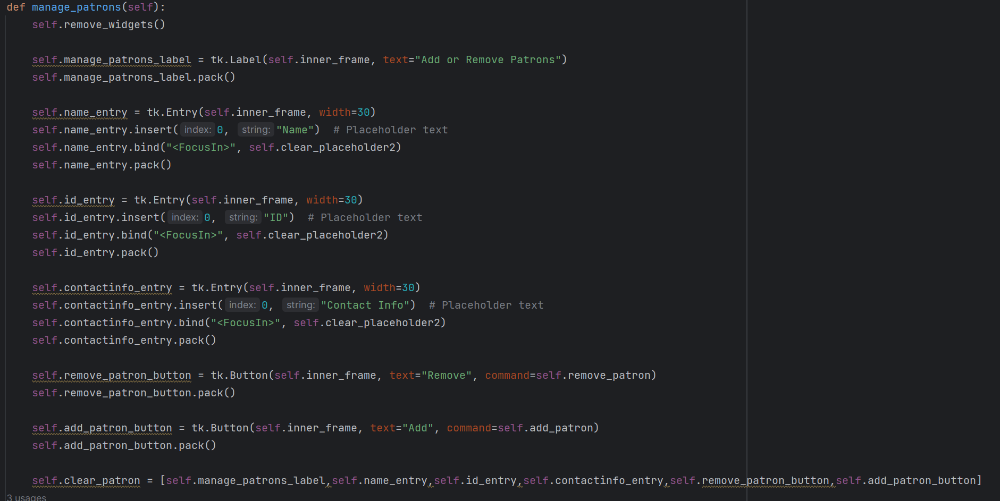 def manage_patrons(self):
    self.remove_widgets()

    self.manage_patrons_label = tk.Label(self.inner_frame, text="Add or Remove Patrons")
    self.manage_patrons_label.pack()

    self.name_entry = tk.Entry(self.inner_frame, width=30)
    self.name_entry.insert(index: 0, string: "Name")  # Placeholder text
    self.name_entry.bind("<FocusIn>", self.clear_placeholder2)
    self.name_entry.pack()

    self.id_entry = tk.Entry(self.inner_frame, width=30)
    self.id_entry.insert(index: 0, string: "ID")  # Placeholder text
    self.id_entry.bind("<FocusIn>", self.clear_placeholder2)
    self.id_entry.pack()

    self.contactinfo_entry = tk.Entry(self.inner_frame, width=30)
    self.contactinfo_entry.insert(index: 0, string: "Contact Info")  # Placeholder text
    self.contactinfo_entry.bind("<FocusIn>", self.clear_placeholder2)
    self.contactinfo_entry.pack()

    self.remove_patron_button = tk.Button(self.inner_frame, text="Remove", command=self.remove_patron)
    self.remove_patron_button.pack()

    self.add_patron_button = tk.Button(self.inner_frame, text="Add", command=self.add_patron)
    self.add_patron_button.pack()

    self.clear_patron = [self.manage_patrons_label,self.name_entry,self.id_entry,self.contactinfo_entry,self.remove_patron_button,self.add_patron_button]
3 usages